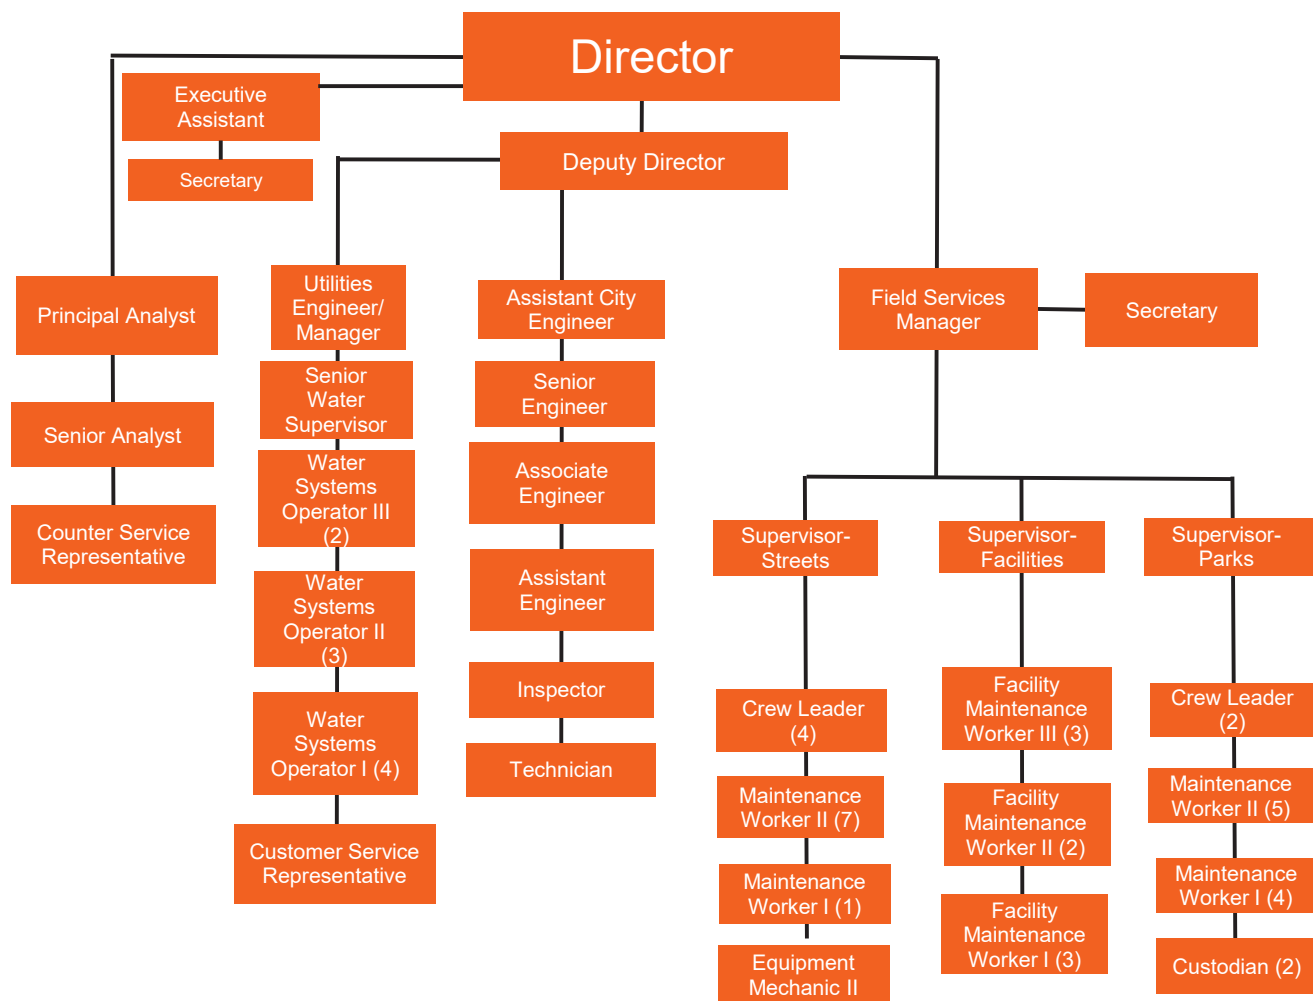 Director
Executive
Assistant
Secretary
Deputy Director
Principal Analyst
Senior Analyst
Counter Service
Representative
Utilities
Engineer/
Manager
Senior
Water
Supervisor
Water
Systems
Operator III
(2)
Water
Systems
Operator II
(3)
Water
Systems
Operator I (4)
Customer Service
Representative
Assistant City
Engineer
Senior
Engineer
Associate
Engineer
Assistant
Engineer
Inspector
Technician
Field Services
Manager
Secretary
Supervisor-
Streets
Crew Leader
(4)
Maintenance
Worker II (7)
Maintenance
Worker I (1)
Equipment
Mechanic II
Supervisor-
Facilities
Facility
Maintenance
Worker III (3)
Facility
Maintenance
Worker II (2)
Facility
Maintenance
Worker I (3)
Supervisor-
Parks
Crew Leader
(2)
Maintenance
Worker II (5)
Maintenance
Worker I (4)
Custodian (2)